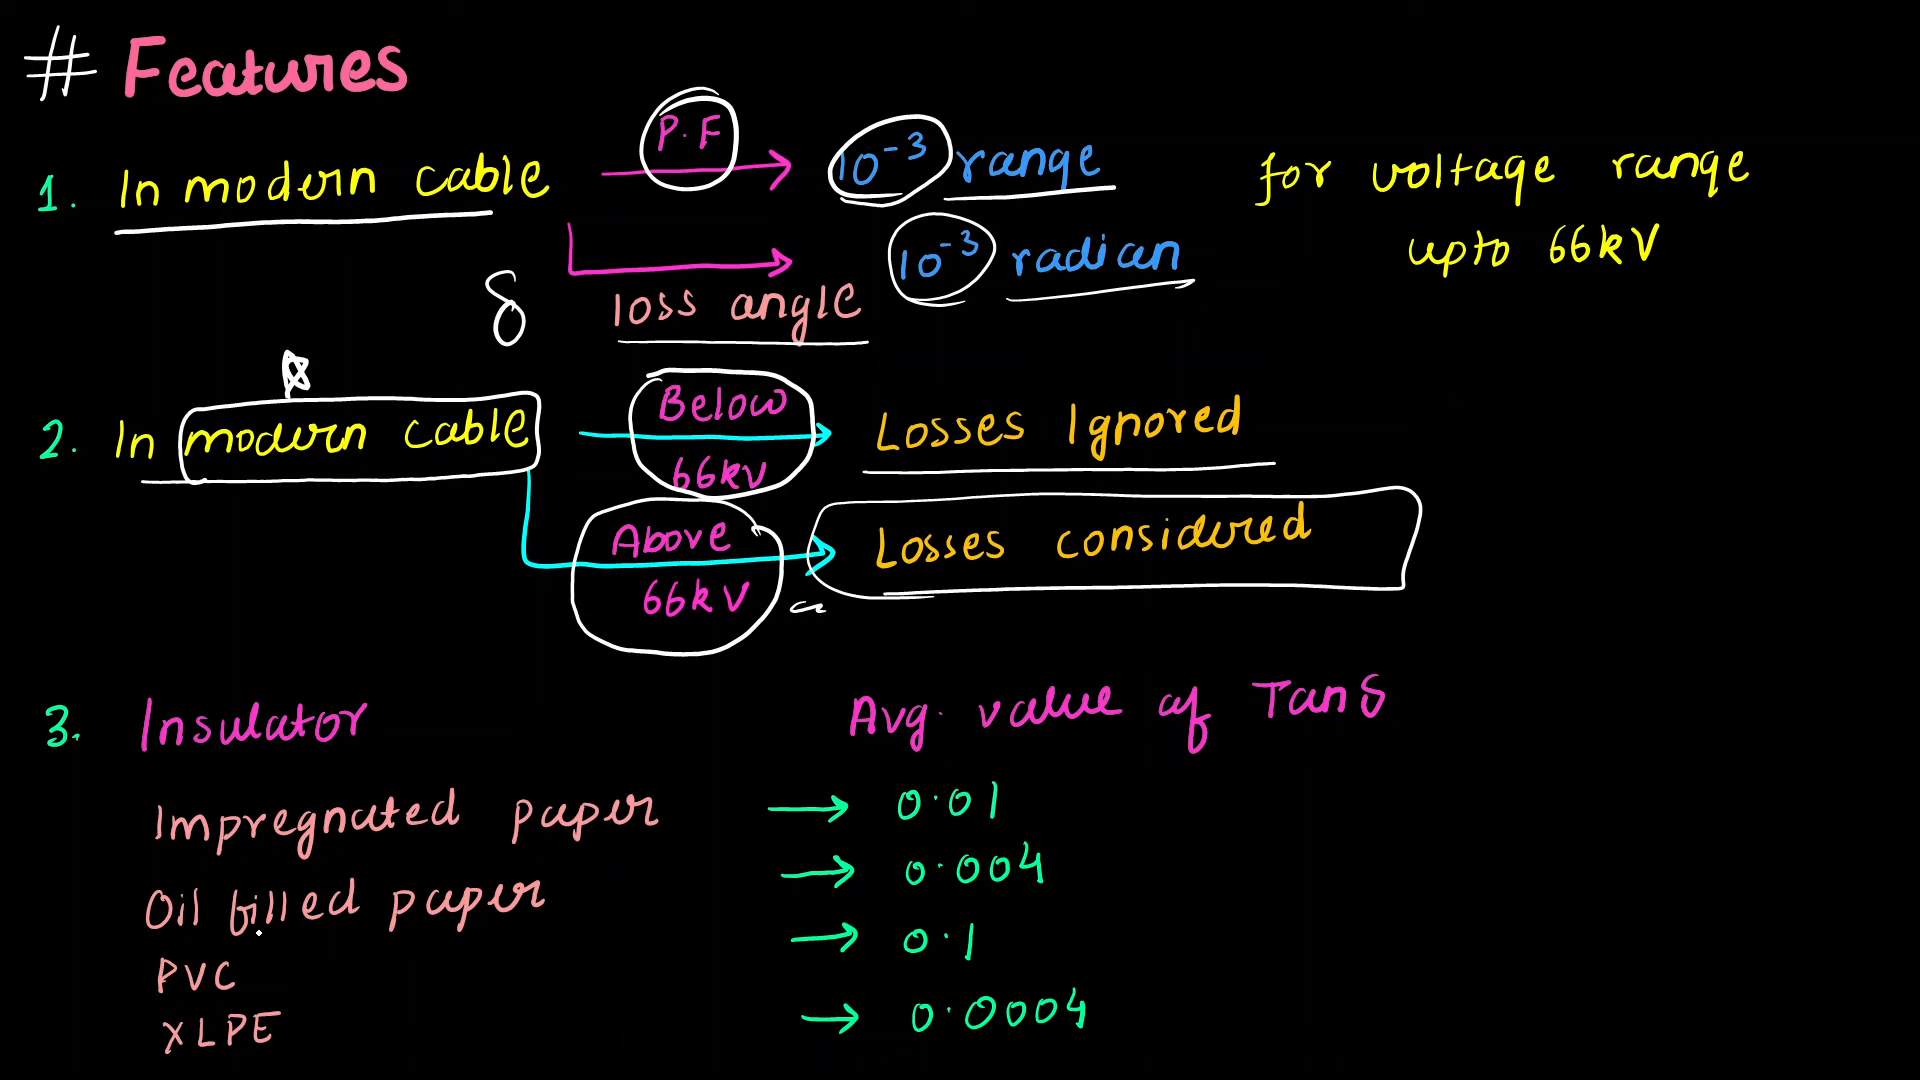 # Features
1. In modern cable P.F → 10⁻³ range for voltage range
upto 66kV
δ loss angle → 10⁻³ radian
2. In modern cable Below 66kV → Losses Ignored
Above 66kV → Losses considered
3. Insulator Avg. value of Tan δ
Impregnated paper → 0.01
Oil filled paper → 0.004
PVC → 0.1
XLPE → 0.0004